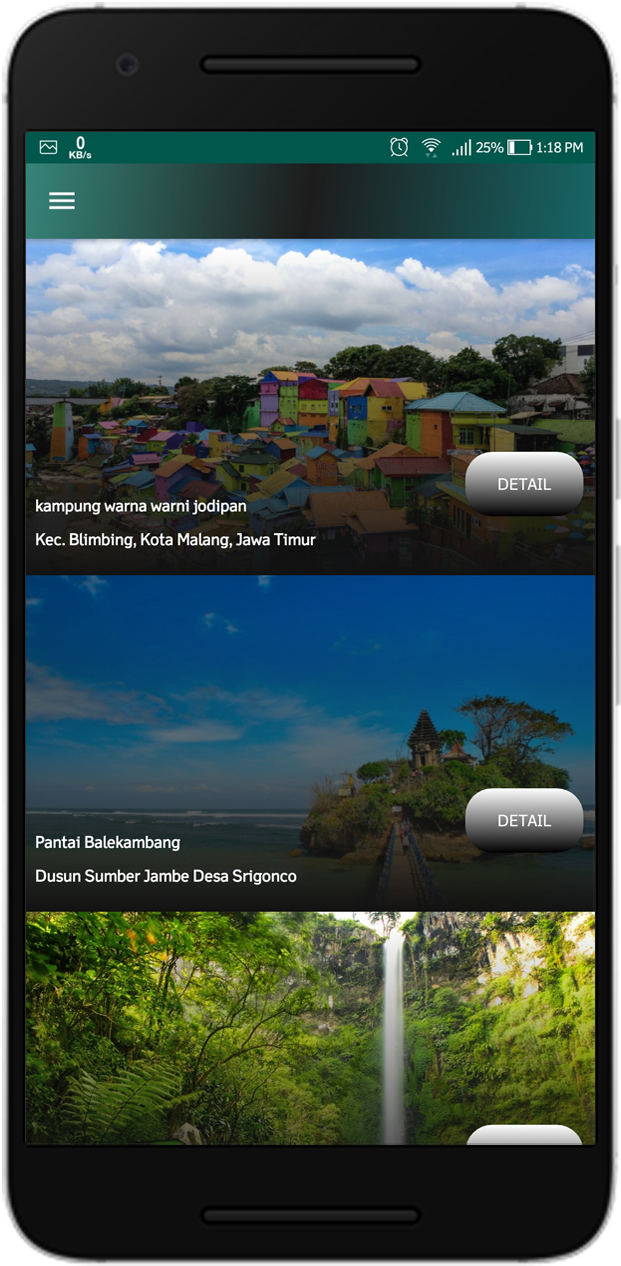 0
KB/s
25%
1:18 PM
DETAIL
kampung warna warni jodipan
Kec. Blimbing, Kota Malang, Jawa Timur
DETAIL
Pantai Balekambang
Dusun Sumber Jambe Desa Srigonco